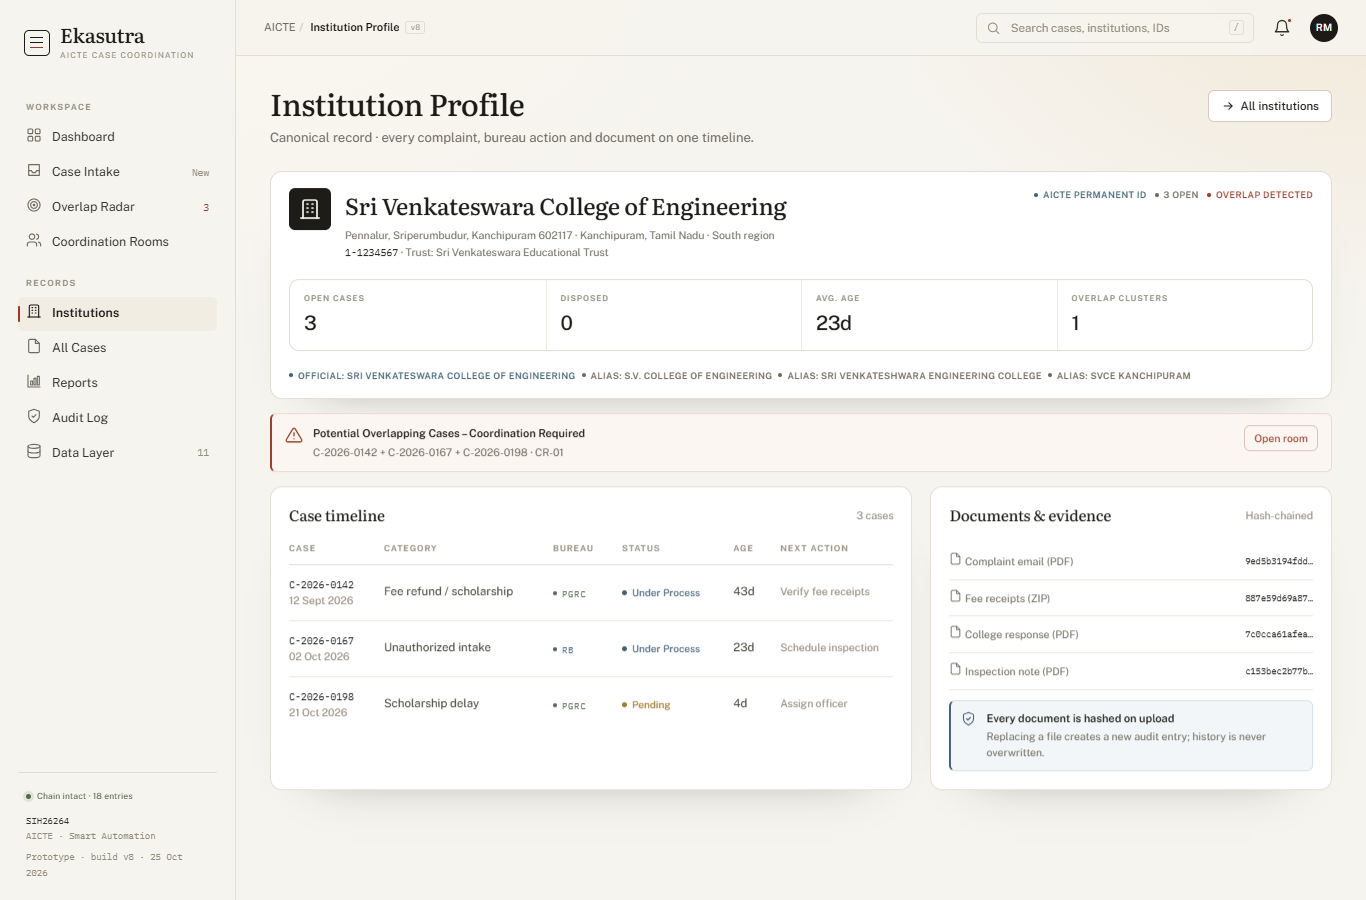 Ekasutra
AICTE CASE COORDINATION
WORKSPACE
Dashboard
Case Intake New
Overlap Radar 3
Coordination Rooms
RECORDS
Institutions
All Cases
Reports
Audit Log
Data Layer 11
Chain intact · 18 entries
SIH26264
AICTE · Smart Automation
Prototype · build v8 · 25 Oct
2026
AICTE / Institution Profile v8
Search cases, institutions, IDs /
RM
Institution Profile
All institutions
Canonical record · every complaint, bureau action and document on one timeline.
AICTE PERMANENT ID 3 OPEN OVERLAP DETECTED
Sri Venkateswara College of Engineering
Pennalur, Sriperumbudur, Kanchipuram 602117 · Kanchipuram, Tamil Nadu · South region
1-1234567 · Trust: Sri Venkateswara Educational Trust
OPEN CASES DISPOSED AVG. AGE OVERLAP CLUSTERS
3 0 23d 1
OFFICIAL: SRI VENKATESWARA COLLEGE OF ENGINEERING ALIAS: S.V. COLLEGE OF ENGINEERING ALIAS: SRI VENKATESHWARA ENGINEERING COLLEGE ALIAS: SVCE KANCHIPURAM
Potential Overlapping Cases – Coordination Required
C-2026-0142 + C-2026-0167 + C-2026-0198 · CR-01
Open room
Case timeline 3 cases
CASE CATEGORY BUREAU STATUS AGE NEXT ACTION
C-2026-0142
12 Sept 2026
Fee refund / scholarship PGRC Under Process 43d Verify fee receipts
C-2026-0167
02 Oct 2026
Unauthorized intake RB Under Process 23d Schedule inspection
C-2026-0198
21 Oct 2026
Scholarship delay PGRC Pending 4d Assign officer
Documents & evidence Hash-chained
Complaint email (PDF) 9ed5b3194fdd…
Fee receipts (ZIP) 887e59d69a87…
College response (PDF) 7c0cca61afea…
Inspection note (PDF) c153bec2b77b…
Every document is hashed on upload
Replacing a file creates a new audit entry; history is never
overwritten.